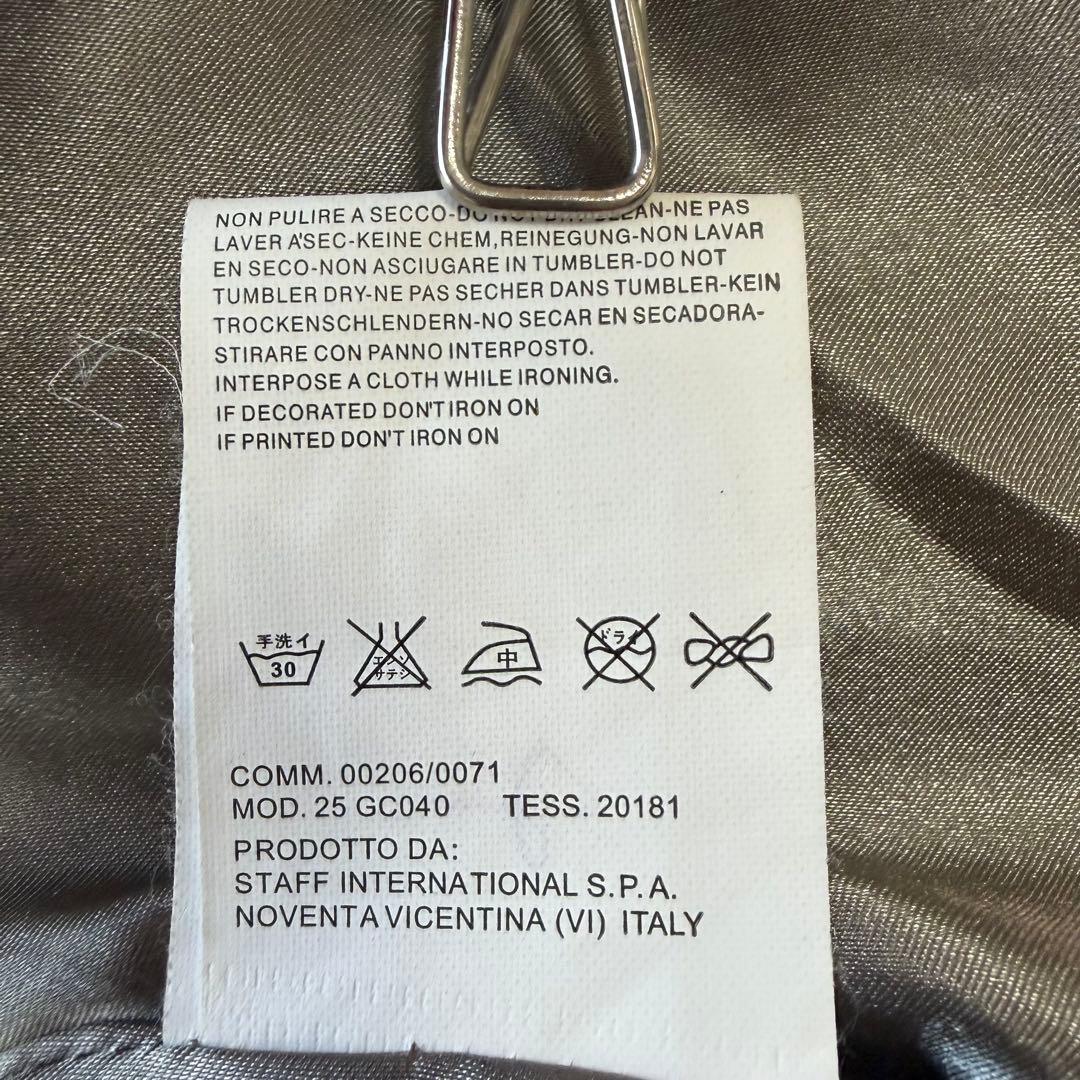 NON PULIRE A SECCO-DO NOT DRY CLEAN-NE PAS
LAVER A'SEC-KEINE CHEM,REINEGUNG-NON LAVAR
EN SECO-NON ASCIUGARE IN TUMBLER-DO NOT
TUMBLER DRY-NE PAS SECHER DANS TUMBLER-KEIN
TROCKENSCHLENDERN-NO SECAR EN SECADORA-
STIRARE CON PANNO INTERPOSTO.
INTERPOSE A CLOTH WHILE IRONING.
IF DECORATED DON'T IRON ON
IF PRINTED DON'T IRON ON
手洗イ
30
中
ドライ
COMM. 00206/0071
MOD. 25 GC040 TESS. 20181
PRODOTTO DA:
STAFF INTERNATIONAL S.P.A.
NOVENTA VICENTINA (VI) ITALY